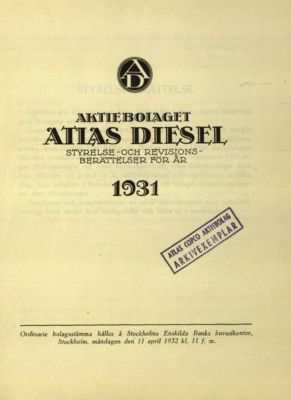 AD
AKTIEBOLAGET
ATLAS DIESEL
STYRELSE-OCH REVISIONS-
BERÄTTELSER FÖR ÅR
1931
ATLAS COPCO AKTIEBOLAG
ARKIVEXEMPLAR
Ordinarie bolagsstämma hålles å Stockholms Enskilda Banks huvudkontor,
Stockholm, måndagen den 11 april 1932 kl. 11 f. m.